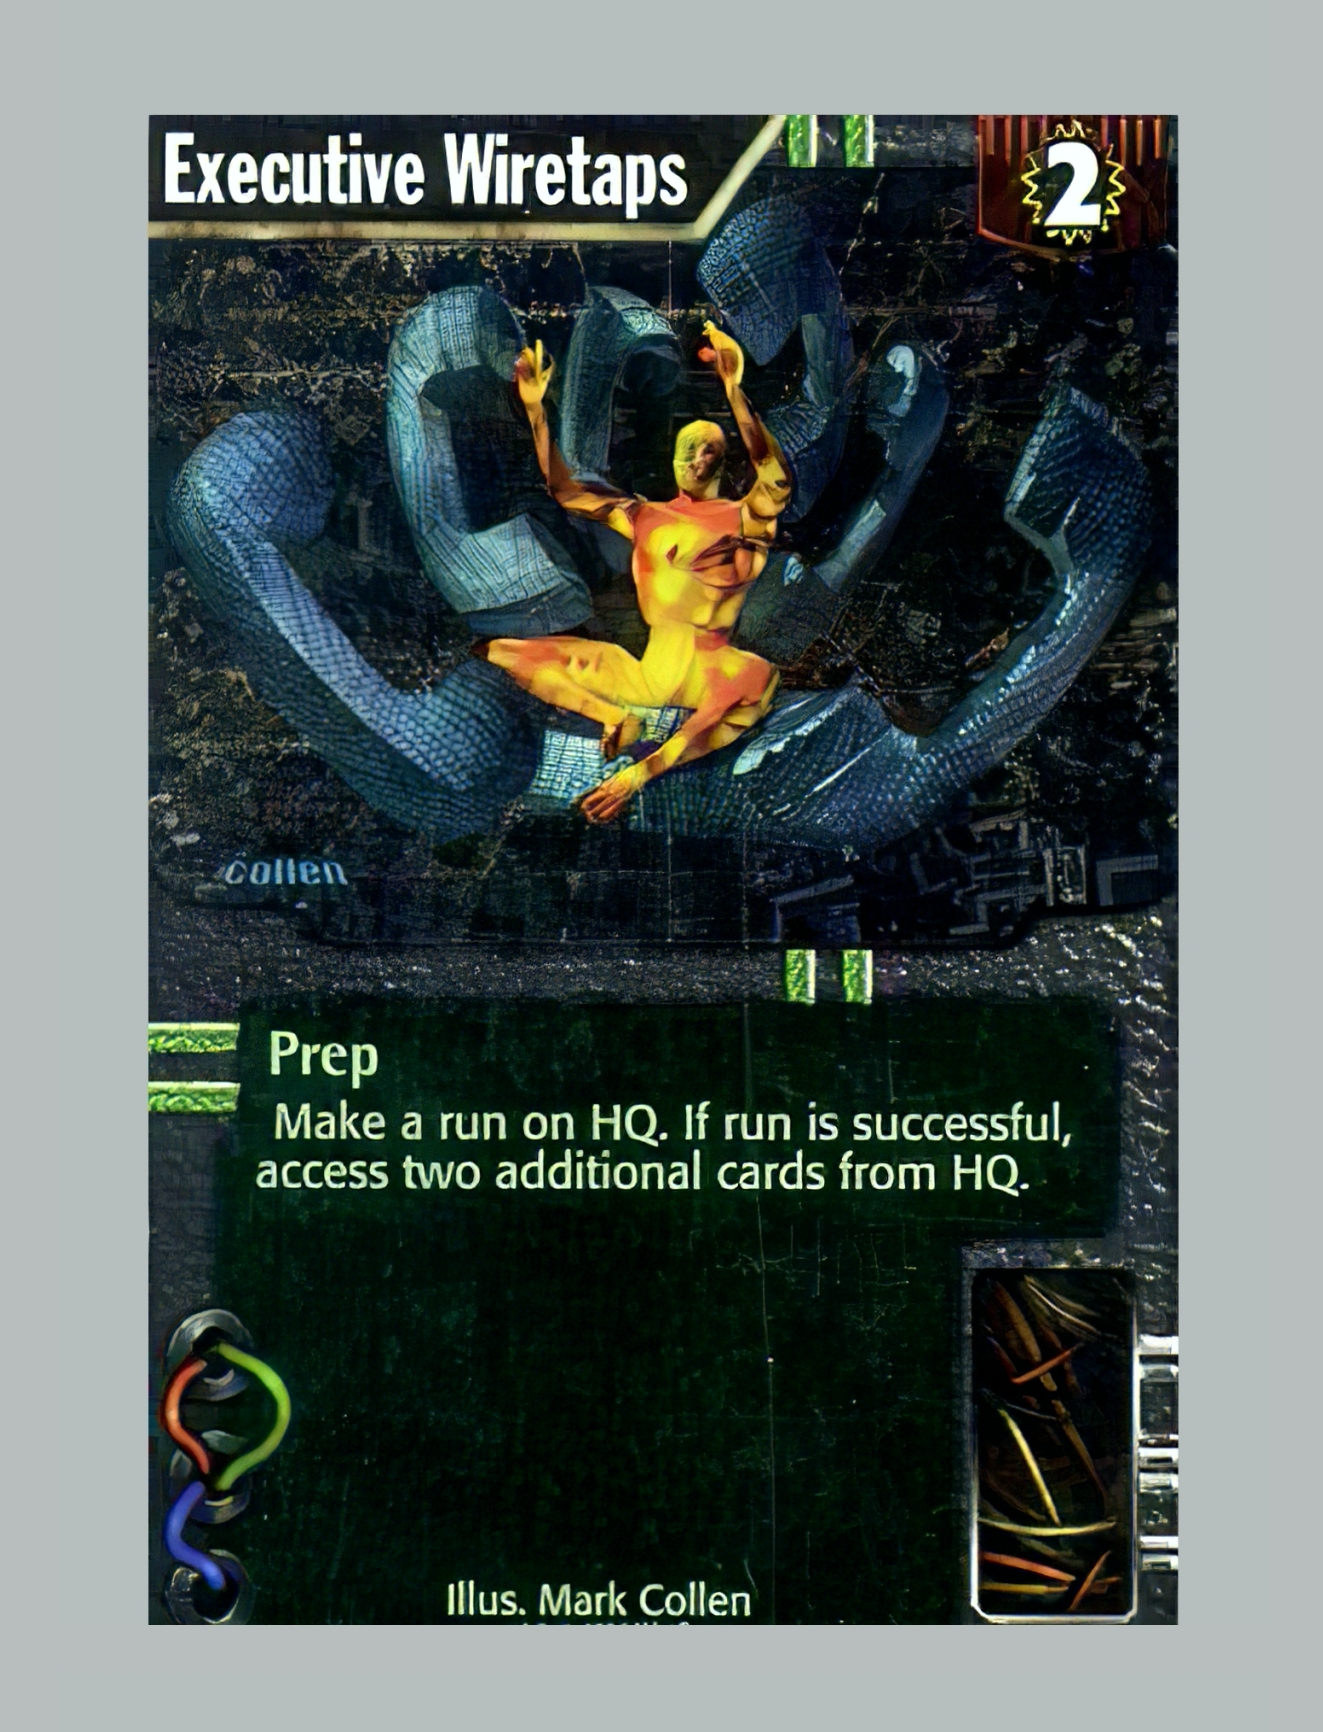 Executive Wiretaps
2
collen
Prep
Make a run on HQ. If run is successful,
access two additional cards from HQ.
Illus. Mark Collen